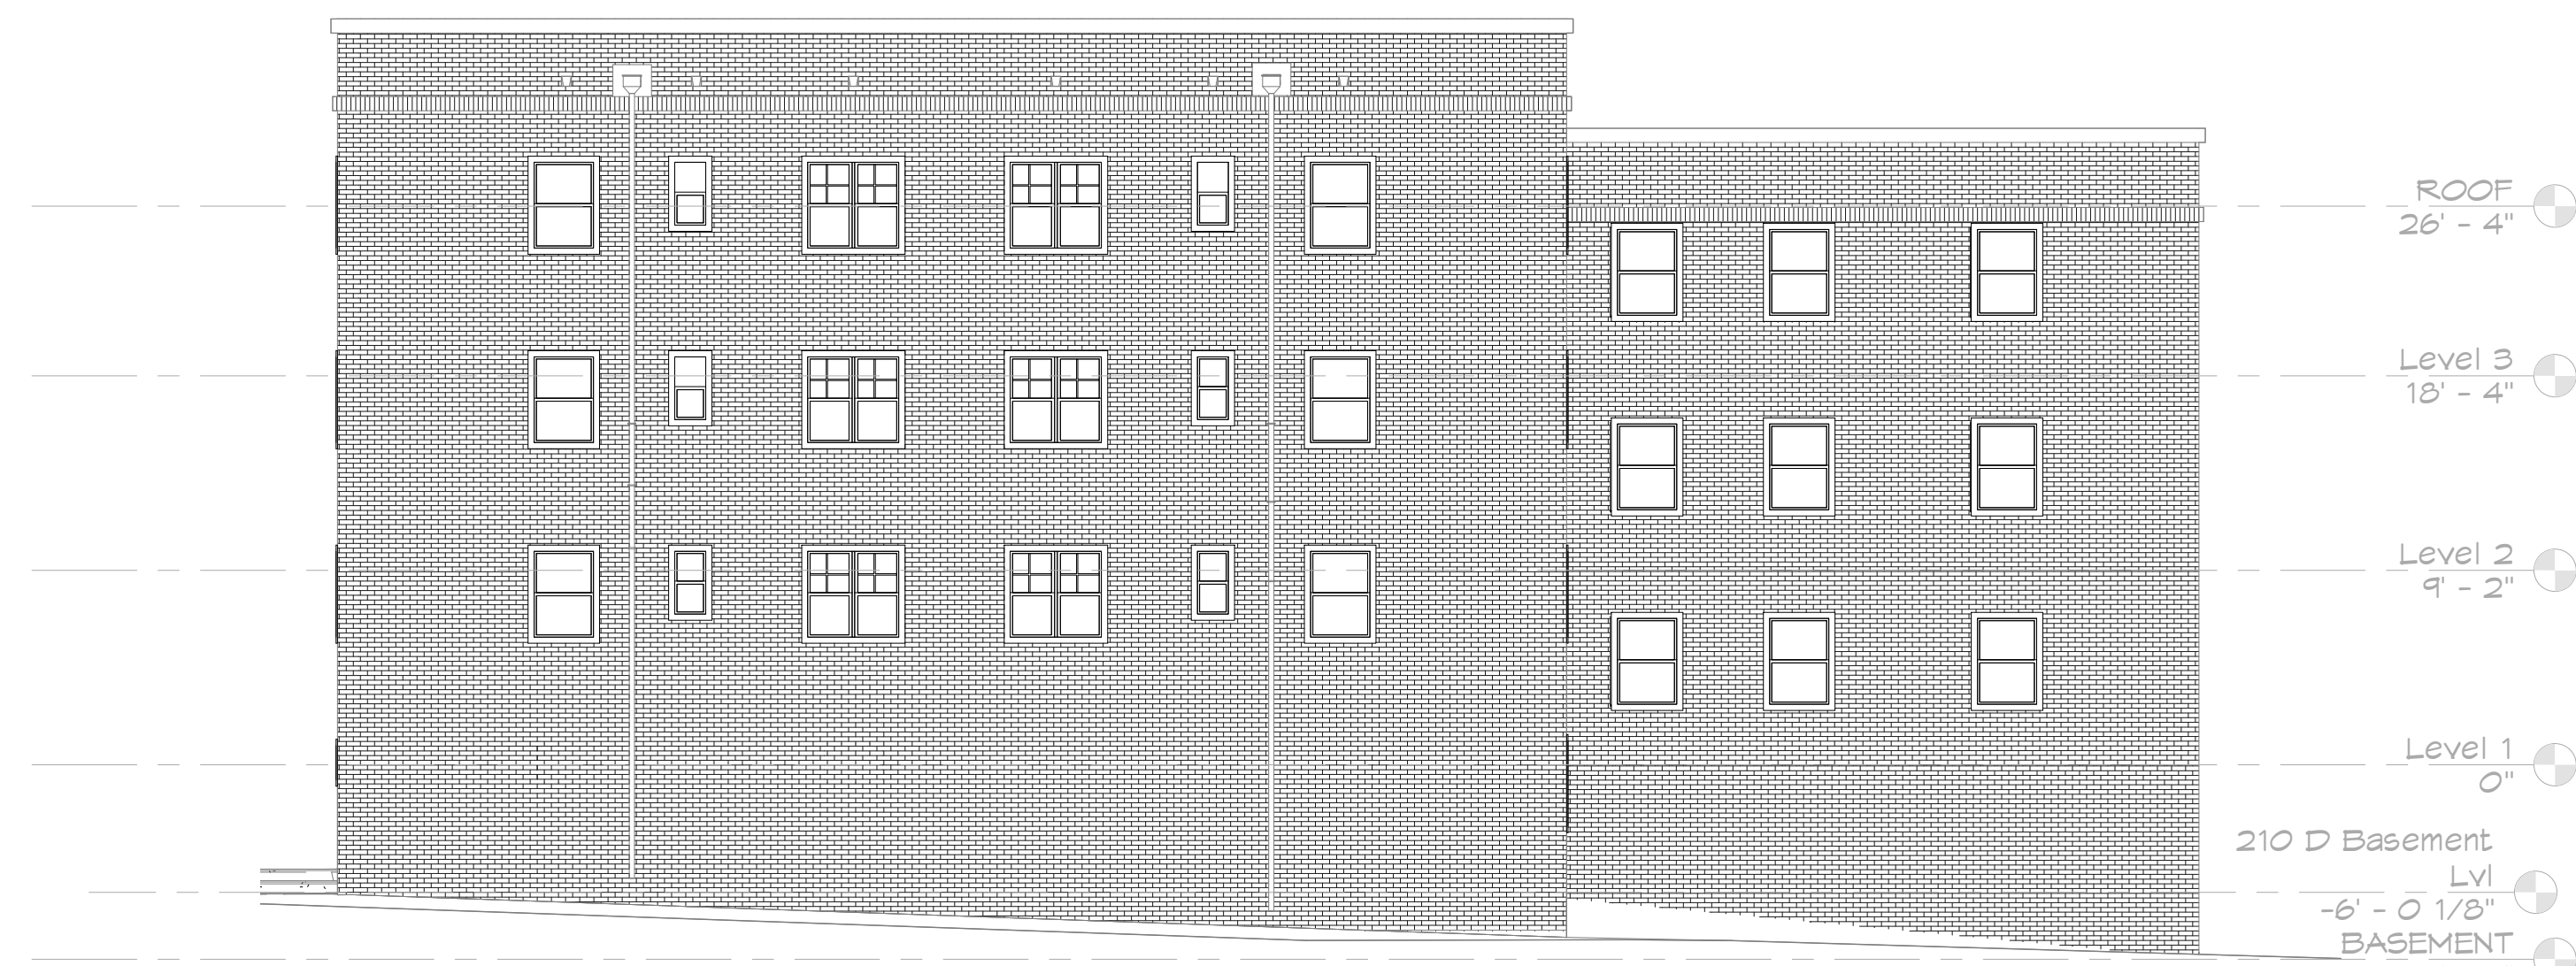 ROOF
26' - 4"
Level 3
18' - 4"
Level 2
9' - 2"
Level 1
0"
210 D Basement
Lvl
-6' - 0 1/8"
BASEMENT